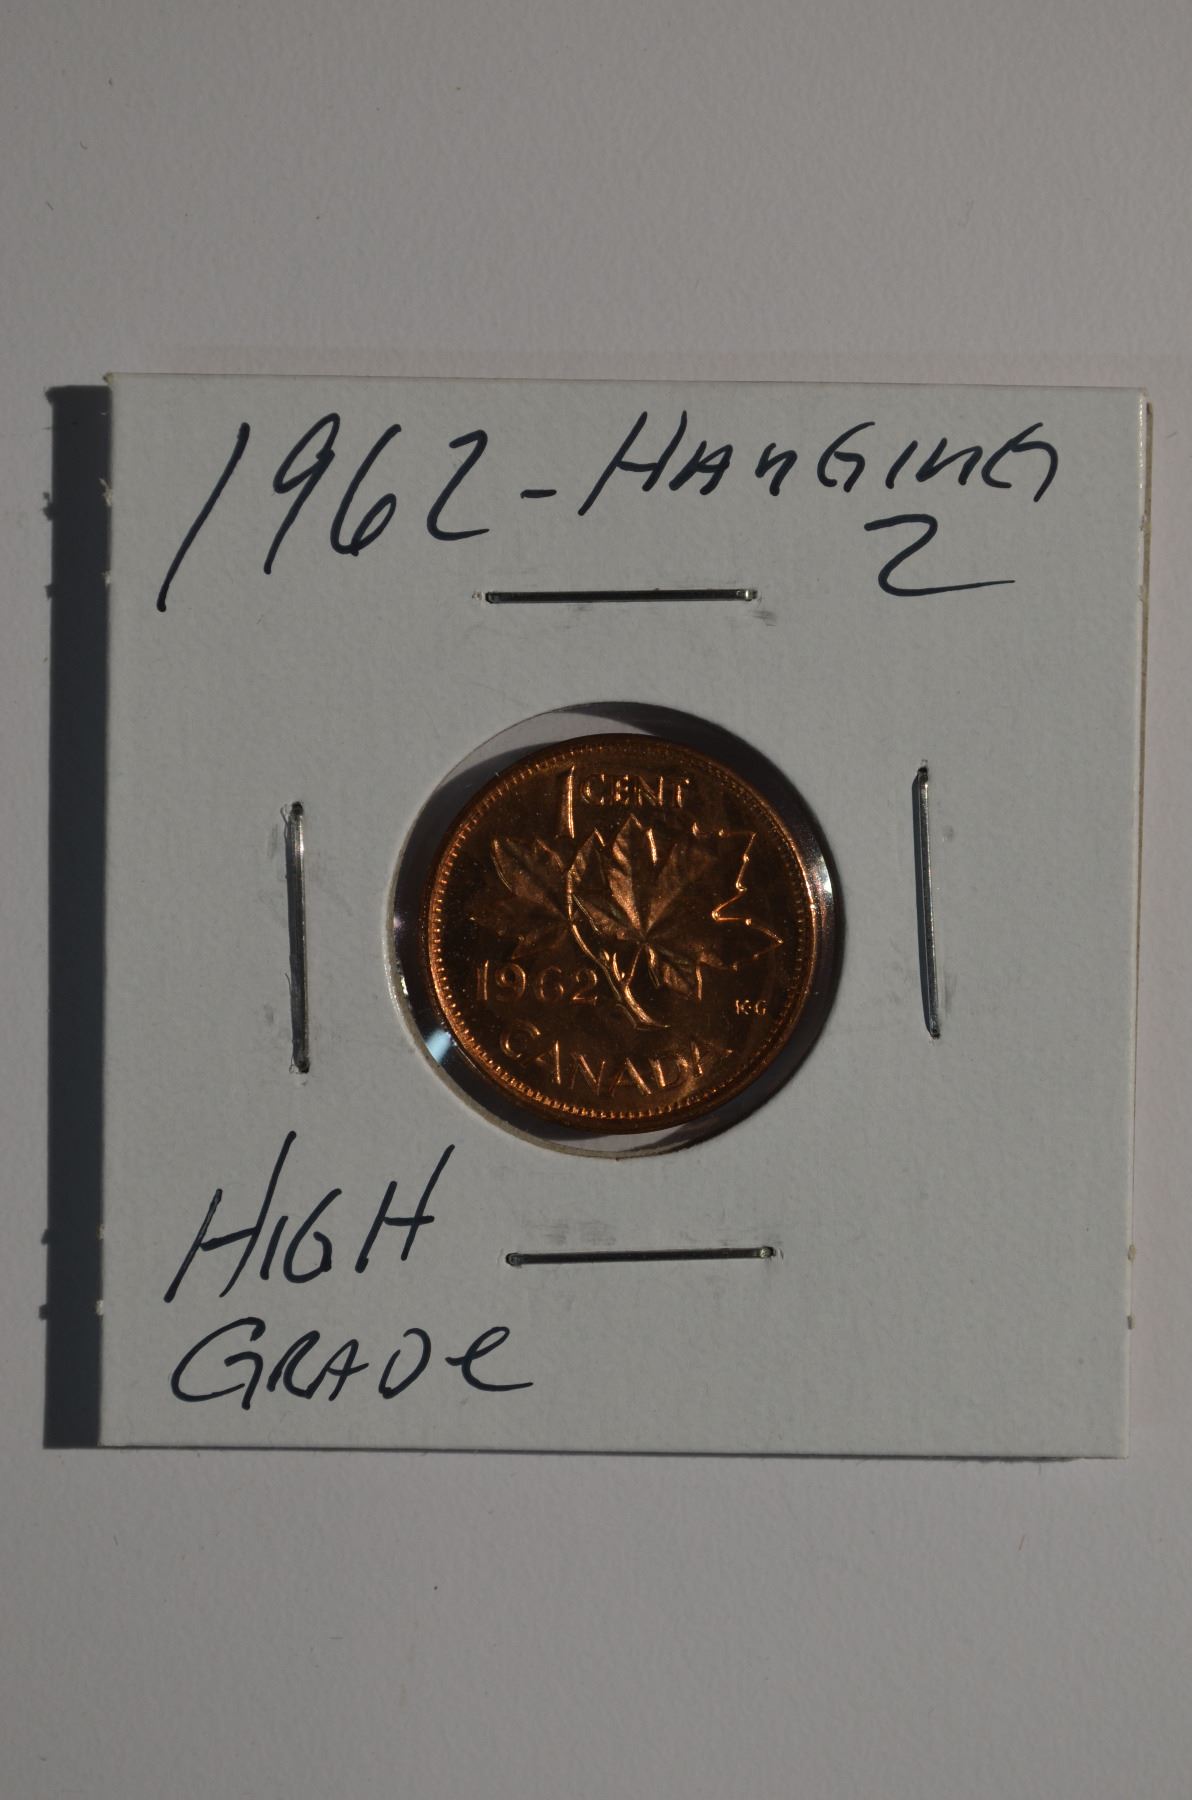 1962 - HANGING
2
1 CENT
1962
K·G
CANADA
HIGH
GRADe